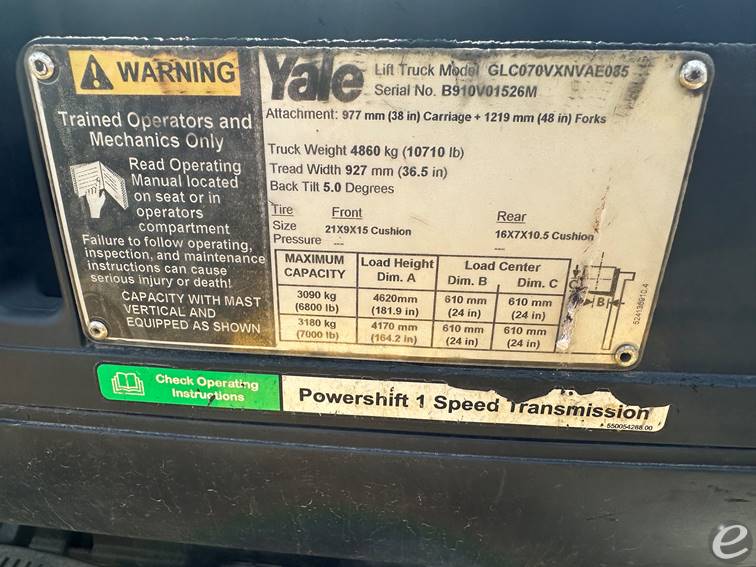 WARNING
Trained Operators and
Mechanics Only
Read Operating
Manual located
on seat or in
operators
compartment
Failure to follow operating,
inspection, and maintenance
instructions can cause
serious injury or death!
CAPACITY WITH MAST
VERTICAL AND
EQUIPPED AS SHOWN
Yale Lift Truck Model GLC070VXNVAE085
Serial No. B910V01526M
Attachment: 977 mm (38 in) Carriage + 1219 mm (48 in) Forks
Truck Weight 4860 kg (10710 lb)
Tread Width 927 mm (36.5 in)
Back Tilt 5.0 Degrees
Tire Front Rear
Size 21X9X15 Cushion 16X7X10.5 Cushion
Pressure --- ---
MAXIMUM CAPACITY Load Height Dim. A Load Center Dim. B Dim. C
3090 kg (6800 lb) 4620mm (181.9 in) 610 mm (24 in) 610 mm (24 in)
3180 kg (7000 lb) 4170 mm (164.2 in) 610 mm (24 in) 610 mm (24 in)
C
B
524138910.4
Check Operating
Instructions
Powershift 1 Speed Transmission
550054268.00
e